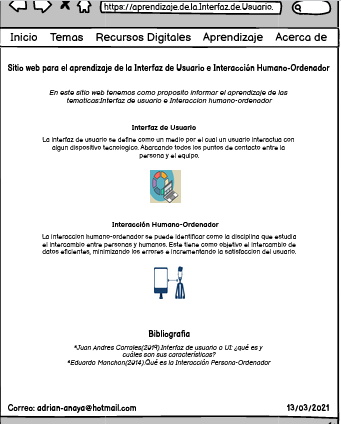 https://aprendizaje.de.la.Interfaz.de.Usuario.
Inicio Temas Recursos Digitales Aprendizaje Acerca de
Sitio web para el aprendizaje de la Interfaz de Usuario e Interacción Humano-Ordenador
En este sitio web tenemos como proposito informar el aprendizaje de las
tematicas:Interfaz de usuario e Interaccion humano-ordenador
Interfaz de Usuario
La interfaz de usuario se define como un medio por el cual un usuario interactua con
algun dispositivo tecnologico. Abarcando todos los puntos de contacto entre la
persona y el equipo.
Interacción Humano-Ordenador
La interaccion humano-ordenador se puede identificar como la disciplina que estudia
el intercambio entre personas y humanos. Este tiene como objetivo el intercambio de
datos eficientes, minimizando los errores e incrementando la satisfaccion del usuario.
Bibliografia
*Juan Andres Corrales(2019).Interfaz de usuario o UI: ¿qué es y
cuáles son sus características?
*Eduardo Manchon(2014).Qué es la Interacción Persona-Ordenador
Correo: adrian-anaya@hotmail.com 13/03/2021